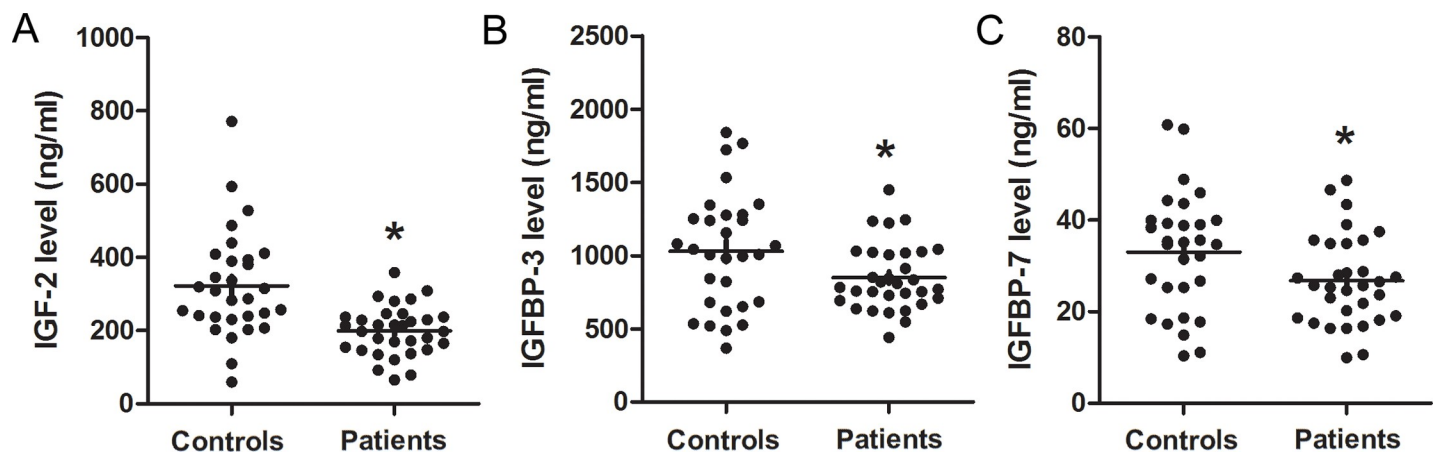 A
IGF-2 level (ng/ml)
1000
800
600
400
200
0
*
Controls Patients
B
IGFBP-3 level (ng/ml)
2500
2000
1500
1000
500
0
*
Controls Patients
C
IGFBP-7 level (ng/ml)
80
60
40
20
0
*
Controls Patients